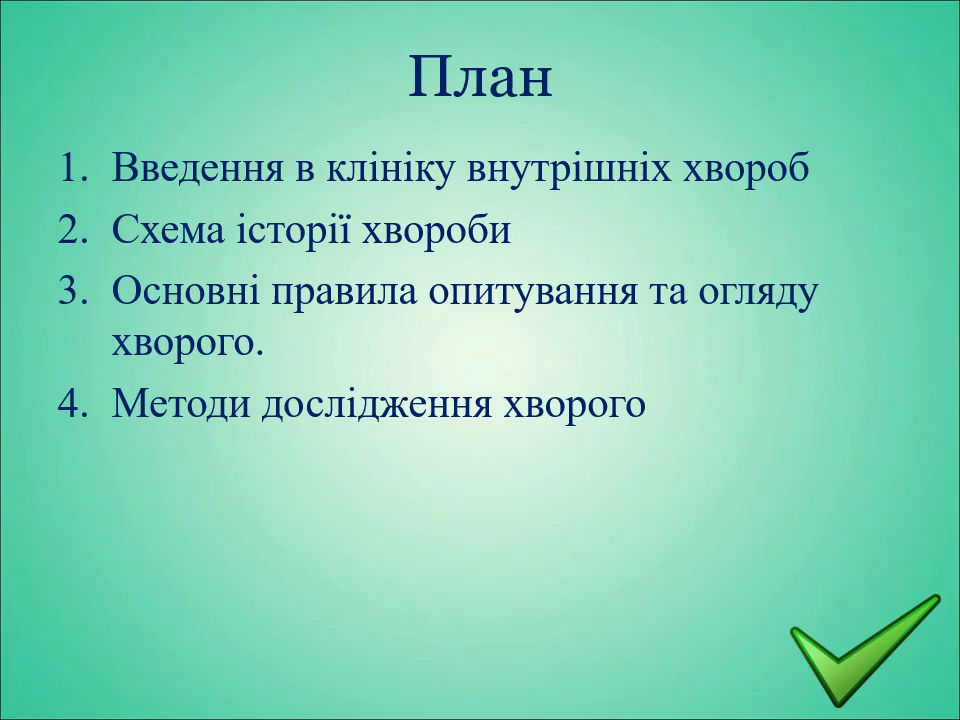 План
1. Введення в клініку внутрішніх хвороб
2. Схема історії хвороби
3. Основні правила опитування та огляду
хворого.
4. Методи дослідження хворого